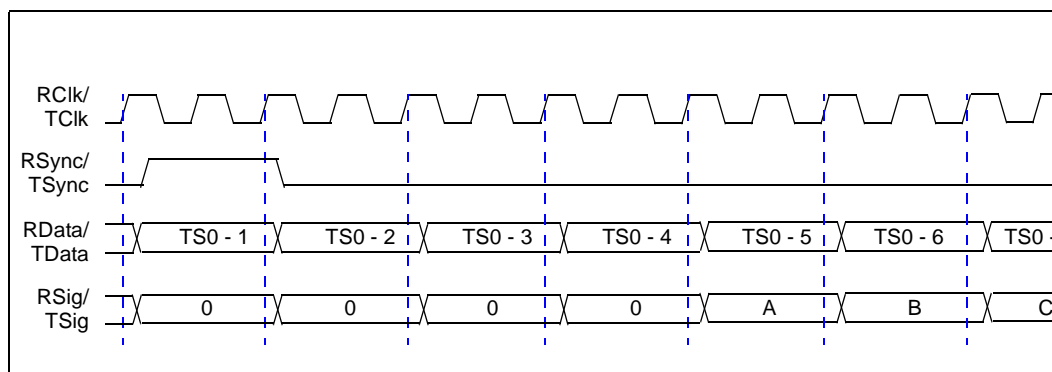 RClk/
TClk
RSync/
TSync
RData/
TData
TS0 - 1 TS0 - 2 TS0 - 3 TS0 - 4 TS0 - 5 TS0 - 6 TS0 -
RSig/
TSig
0 0 0 0 A B C